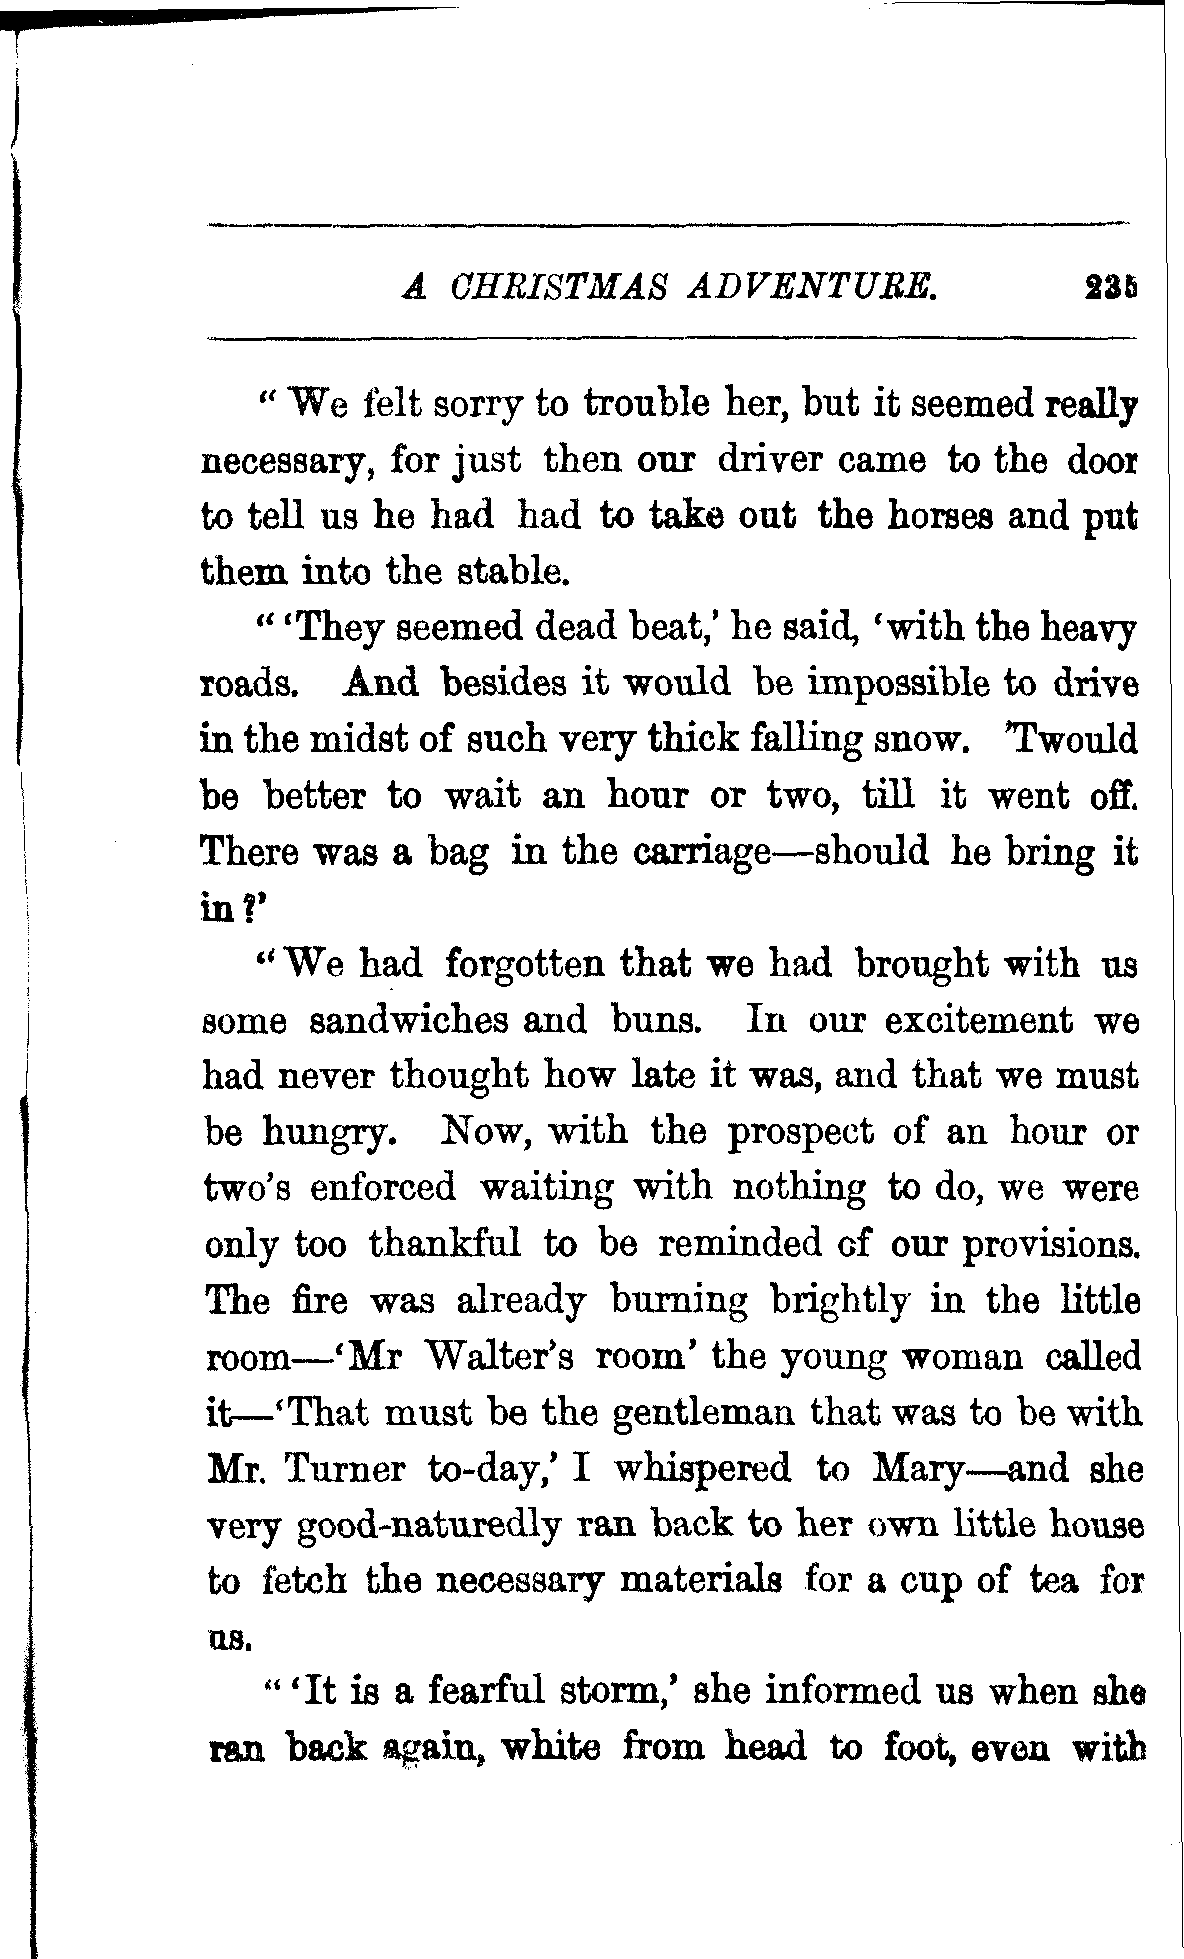 A CHRISTMAS ADVENTURE. 235
“ We felt sorry to trouble her, but it seemed really
necessary, for just then our driver came to the door
to tell us he had had to take out the horses and put
them into the stable.
“ ‘They seemed dead beat,’ he said, ‘with the heavy
roads. And besides it would be impossible to drive
in the midst of such very thick falling snow. ’Twould
be better to wait an hour or two, till it went off.
There was a bag in the carriage—should he bring it
in ?’
“ We had forgotten that we had brought with us
some sandwiches and buns. In our excitement we
had never thought how late it was, and that we must
be hungry. Now, with the prospect of an hour or
two’s enforced waiting with nothing to do, we were
only too thankful to be reminded of our provisions.
The fire was already burning brightly in the little
room—‘Mr Walter’s room’ the young woman called
it—‘That must be the gentleman that was to be with
Mr. Turner to-day,’ I whispered to Mary—and she
very good-naturedly ran back to her own little house
to fetch the necessary materials for a cup of tea for
us.
“ ‘It is a fearful storm,’ she informed us when she
ran back again, white from head to foot, even with